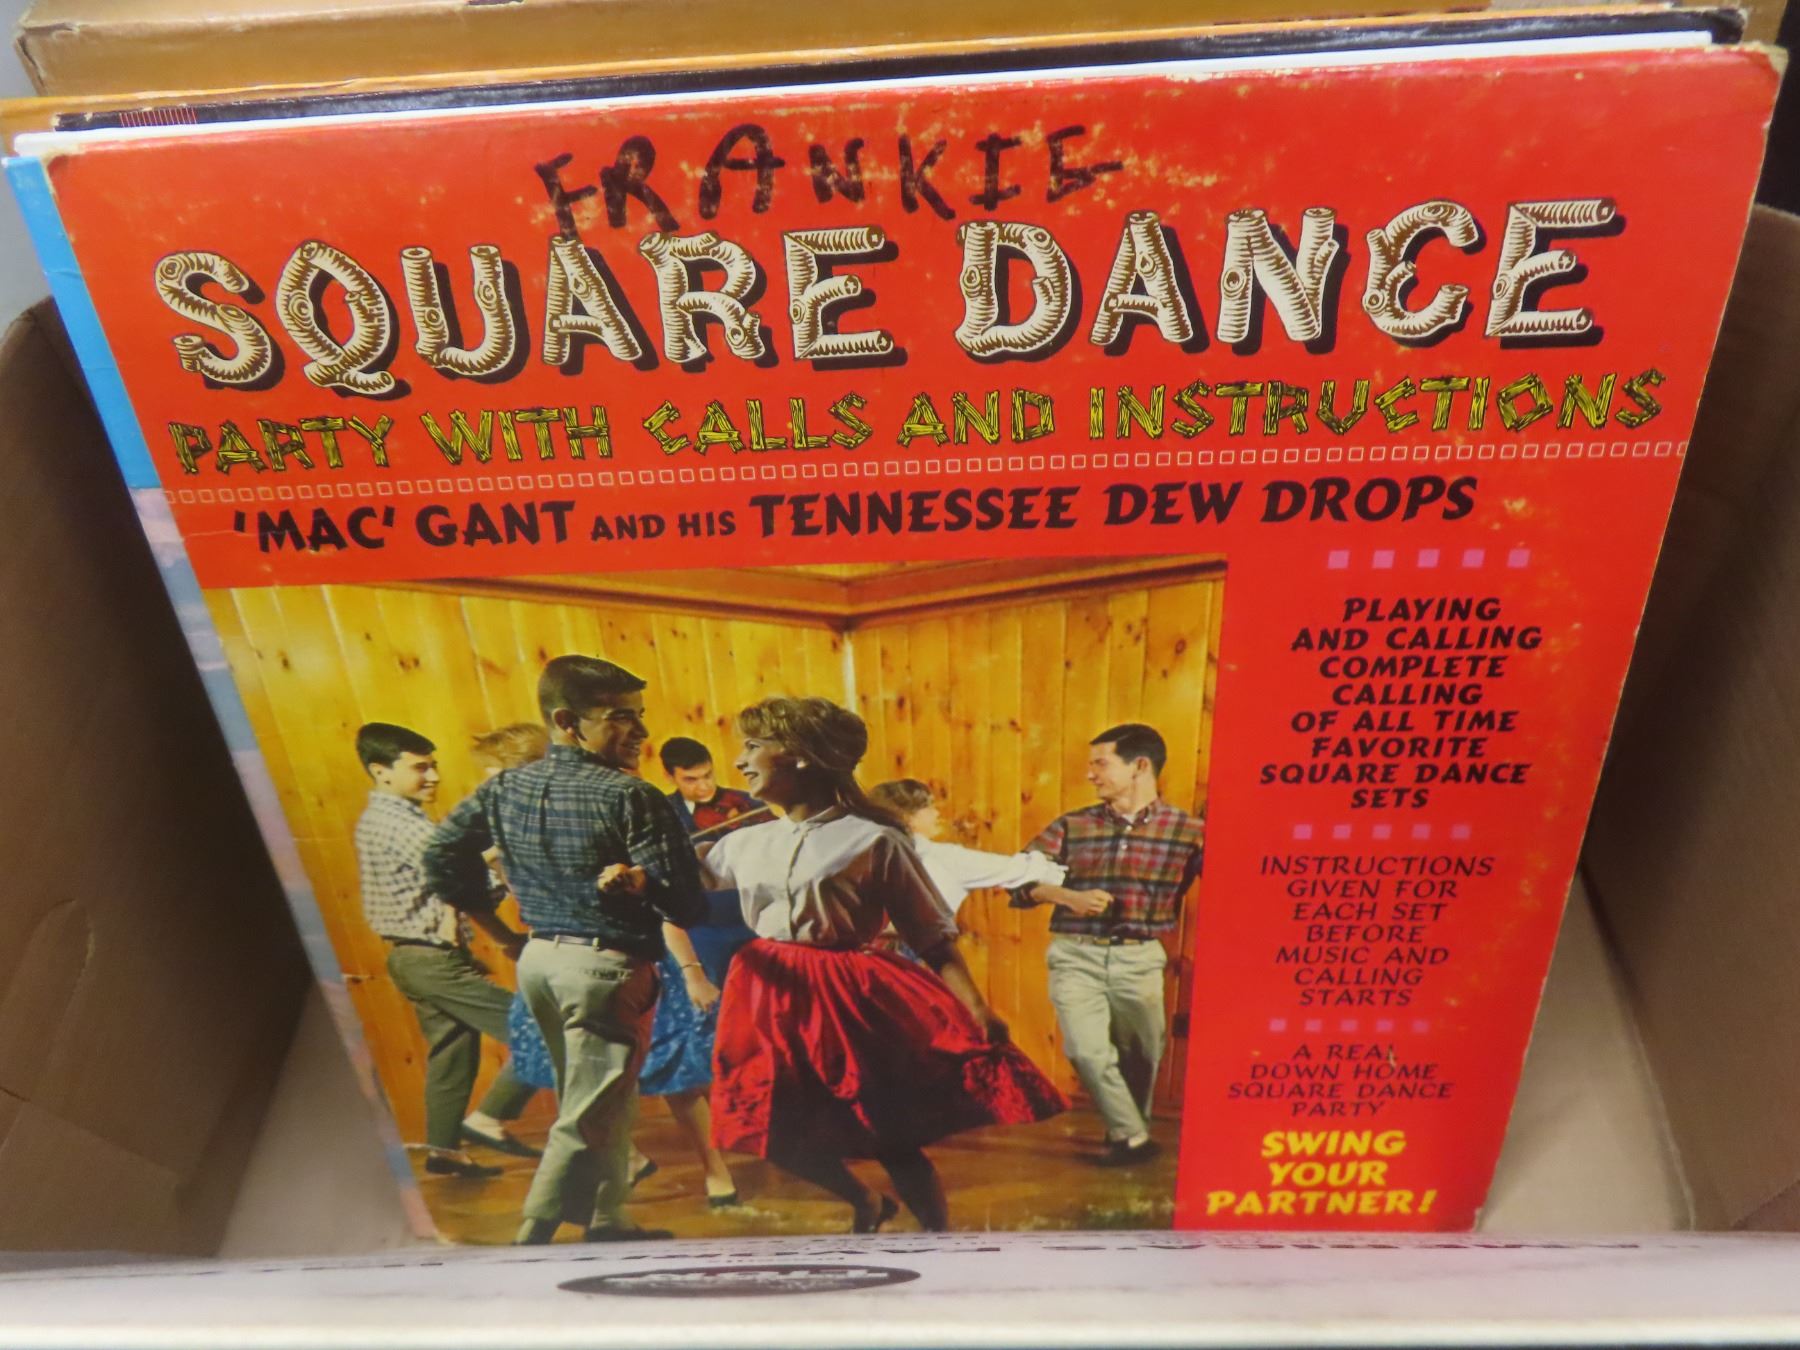 FRANKIE
SQUARE DANCE
PARTY WITH CALLS AND INSTRUCTIONS
'MAC' GANT AND HIS TENNESSEE DEW DROPS
PLAYING
AND CALLING
COMPLETE
CALLING
OF ALL TIME
FAVORITE
SQUARE DANCE
SETS
INSTRUCTIONS
GIVEN FOR
EACH SET
BEFORE
MUSIC AND
CALLING
STARTS
A REAL
DOWN HOME
SQUARE DANCE
PARTY
SWING
YOUR
PARTNER!